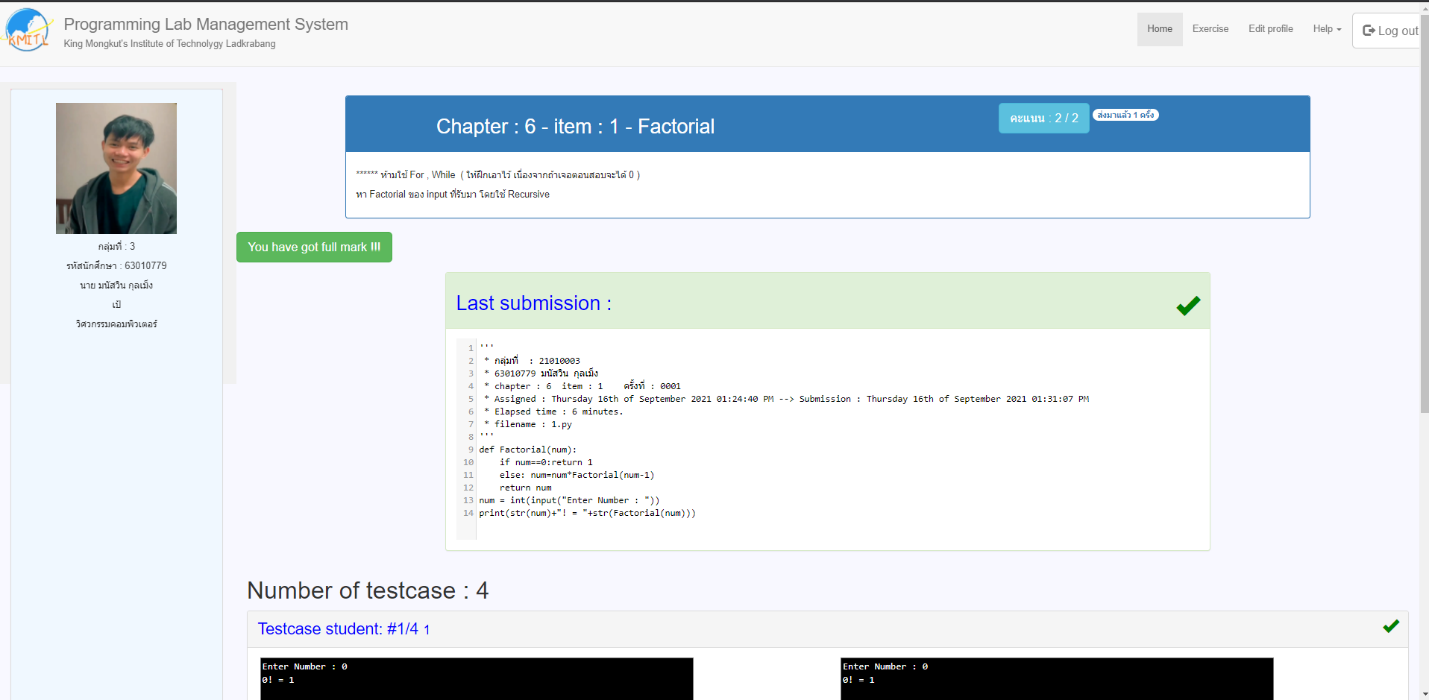 KMITL
Programming Lab Management System
King Mongkut's Institute of Technolygy Ladkrabang
Home
Exercise
Edit profile
Help
Log out
กลุ่มที่ : 3
รหัสนักศึกษา : 63010779
นาย มนัสวิน กุลเม็ง
เป๋
วิศวกรรมคอมพิวเตอร์
Chapter : 6 - item : 1 - Factorial
คะแนน : 2 / 2
ส่งมาแล้ว 1 ครั้ง
****** ห้ามใช้ For , While ( ให้ฝึกเอาไว้ เนื่องจากถ้าเจอตอนสอบจะได้ 0 )
หา Factorial ของ input ที่รับมา โดยใช้ Recursive
You have got full mark !!!
Last submission :
1 '''
2 * กลุ่มที่ : 21010003
3 * 63010779 มนัสวิน กุลเม็ง
4 * chapter : 6 item : 1 ครั้งที่ : 0001
5 * Assigned : Thursday 16th of September 2021 01:24:40 PM --> Submission : Thursday 16th of September 2021 01:31:07 PM
6 * Elapsed time : 6 minutes.
7 * filename : 1.py
8 '''
9 def Factorial(num):
10     if num==0:return 1
11     else: num=num*Factorial(num-1)
12     return num
13 num = int(input("Enter Number : "))
14 print(str(num)+"! = "+str(Factorial(num)))
Number of testcase : 4
Testcase student: #1/4 1
Enter Number : 0
0! = 1
Enter Number : 0
0! = 1